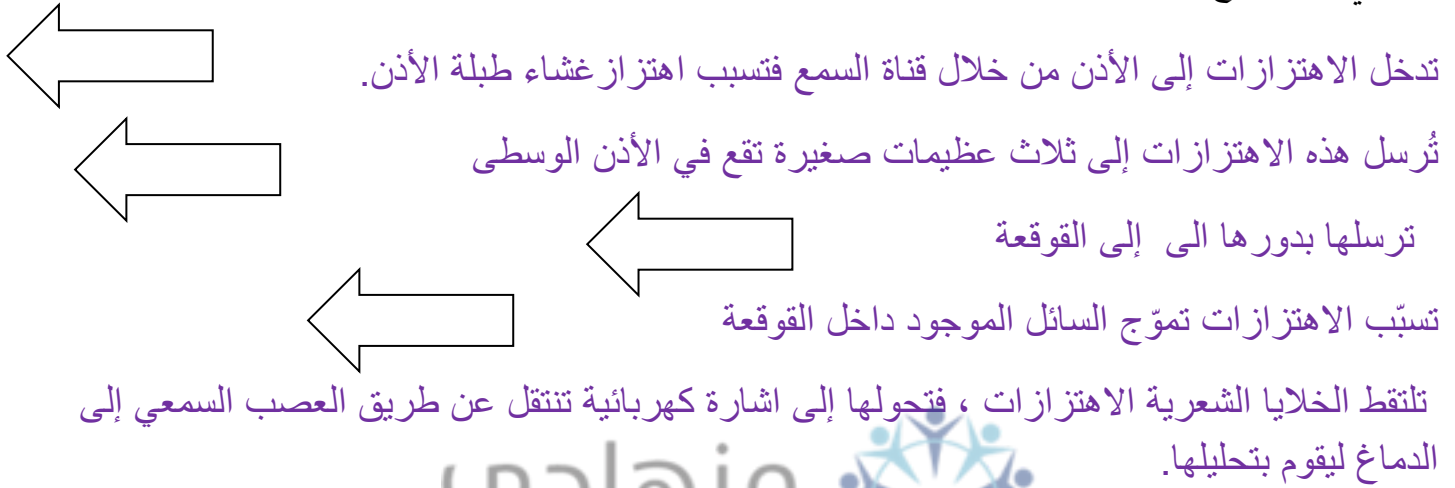 تدخل الاهتزازات إلى الأذن من خلال قناة السمع فتسبب اهتزازغشاء طبلة الأذن.
تُرسل هذه الاهتزازات إلى ثلاث عظيمات صغيرة تقع في الأذن الوسطى
ترسلها بدورها الى إلى القوقعة
تسبّب الاهتزازات تموّج السائل الموجود داخل القوقعة
تلتقط الخلايا الشعرية الاهتزازات ، فتحولها إلى اشارة كهربائية تنتقل عن طريق العصب السمعي إلى
الدماغ ليقوم بتحليلها.
منهاجي